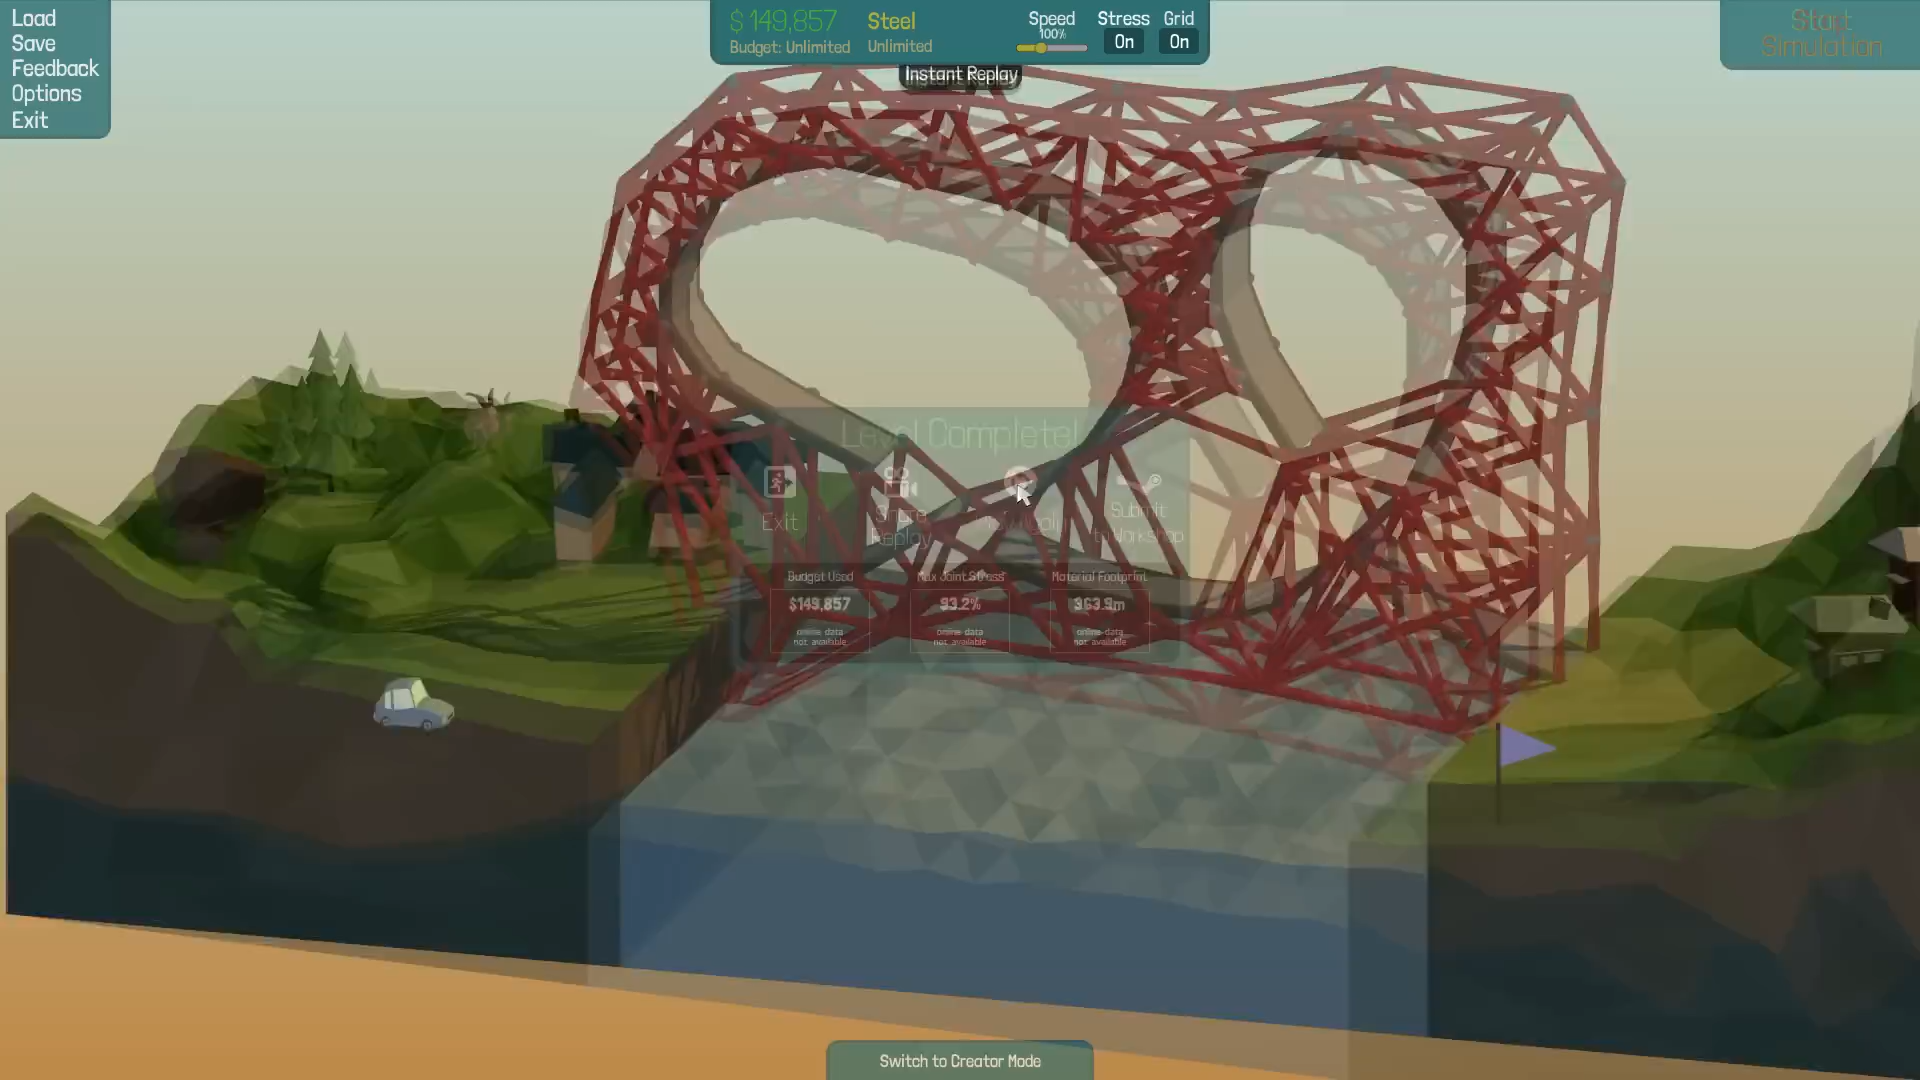 Load
Save
Feedback
Options
Exit
$ 149,857
Budget: Unlimited
Steel
Unlimited
Speed
100%
Stress
On
Grid
On
Start
Simulation
Instant Replay
Level Complete!
Exit
Share
Replay
Submit
to Workshop
Budget Used
Max Joint Stress
Material Footprint
$149,857
93.2%
online data
not available
online data
not available
online data
not available
Switch to Creator Mode